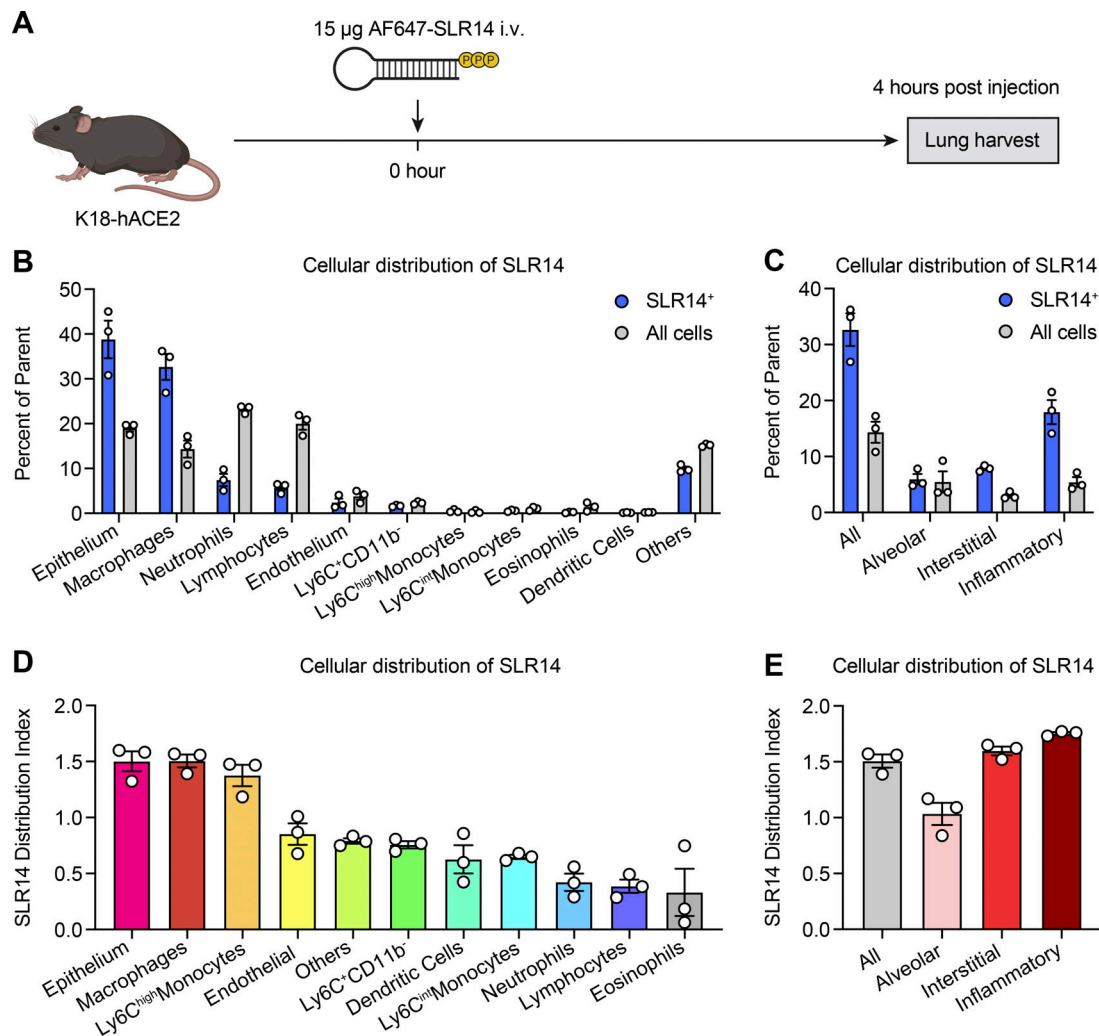 A
15 µg AF647-SLR14 i.v.
P P P
4 hours post injection
Lung harvest
0 hour
K18-hACE2
B
Cellular distribution of SLR14
SLR14⁺
All cells
Percent of Parent
50
40
30
20
10
0
Epithelium
Macrophages
Neutrophils
Lymphocytes
Endothelium
Ly6C⁺CD11b⁻
Ly6CʰⁱᵍʰMonocytes
Ly6CⁱⁿᵗMonocytes
Eosinophils
Dendritic Cells
Others
C
Cellular distribution of SLR14
SLR14⁺
All cells
Percent of Parent
40
30
20
10
0
All
Alveolar
Interstitial
Inflammatory
D
Cellular distribution of SLR14
SLR14 Distribution Index
2.0
1.5
1.0
0.5
0.0
Epithelium
Macrophages
Ly6CʰⁱᵍʰMonocytes
Endothelial
Others
Ly6C⁺CD11b⁻
Dendritic Cells
Ly6CⁱⁿᵗMonocytes
Neutrophils
Lymphocytes
Eosinophils
E
Cellular distribution of SLR14
SLR14 Distribution Index
2.0
1.5
1.0
0.5
0.0
All
Alveolar
Interstitial
Inflammatory